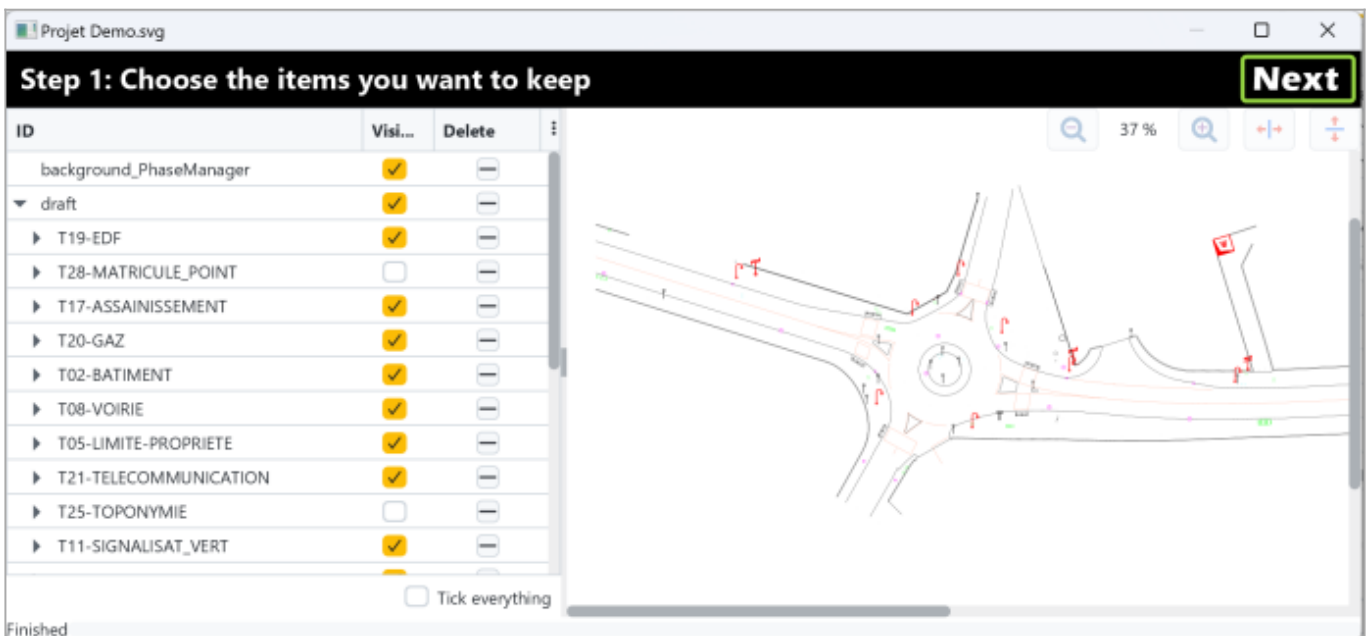 Projet Demo.svg
Step 1: Choose the items you want to keep
Next
ID Visi... Delete
37 %
background_PhaseManager
draft
T19-EDF
T28-MATRICULE_POINT
T17-ASSAINISSEMENT
T20-GAZ
T02-BATIMENT
T08-VOIRIE
T05-LIMITE-PROPRIETE
T21-TELECOMMUNICATION
T25-TOPONYMIE
T11-SIGNALISAT_VERT
Tick everything
Finished